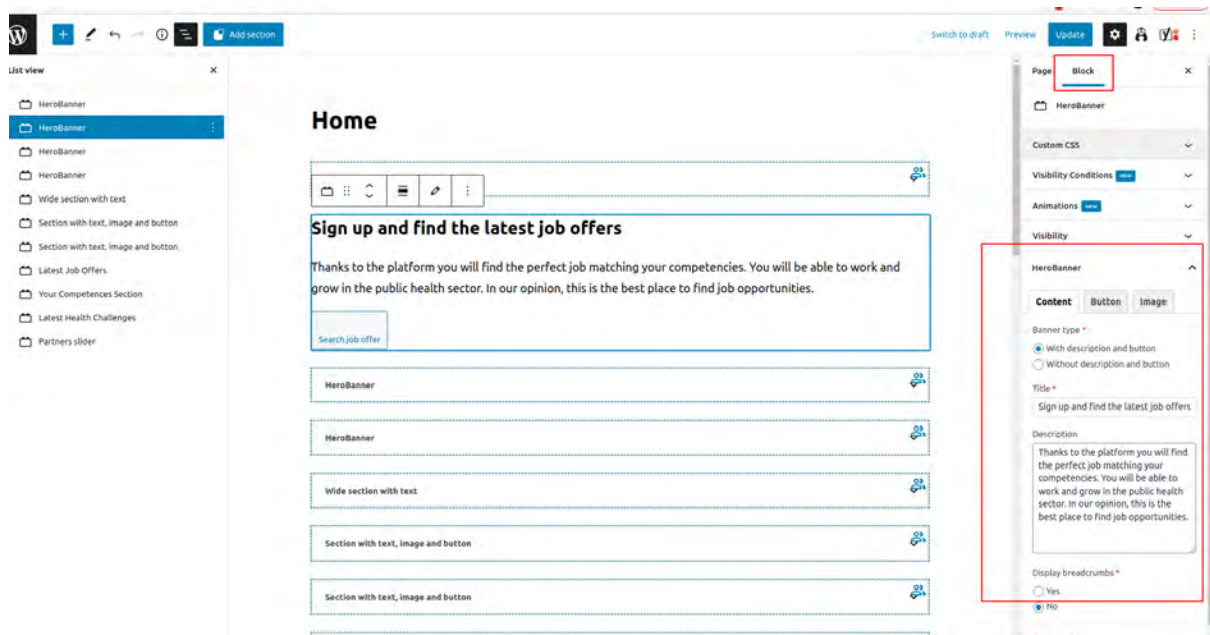 Add section
Switch to draft Preview Update
List view
HeroBanner
HeroBanner
HeroBanner
HeroBanner
Wide section with text
Section with text, image and button
Section with text, image and button
Latest Job Offers
Your Competences Section
Latest Health Challenges
Partners slider
Home
Sign up and find the latest job offers
Thanks to the platform you will find the perfect job matching your competencies. You will be able to work and
grow in the public health sector. In our opinion, this is the best place to find job opportunities.
Search job offer
HeroBanner
HeroBanner
Wide section with text
Section with text, image and button
Section with text, image and button
Page Block
HeroBanner
Custom CSS
Visibility Conditions NEW
Animations NEW
Visibility
HeroBanner
Content Button Image
Banner type *
With description and button
Without description and button
Title *
Sign up and find the latest job offers
Description
Thanks to the platform you will find
the perfect job matching your
competencies. You will be able to
work and grow in the public health
sector. In our opinion, this is the
best place to find job opportunities.
Display breadcrumbs *
Yes
No